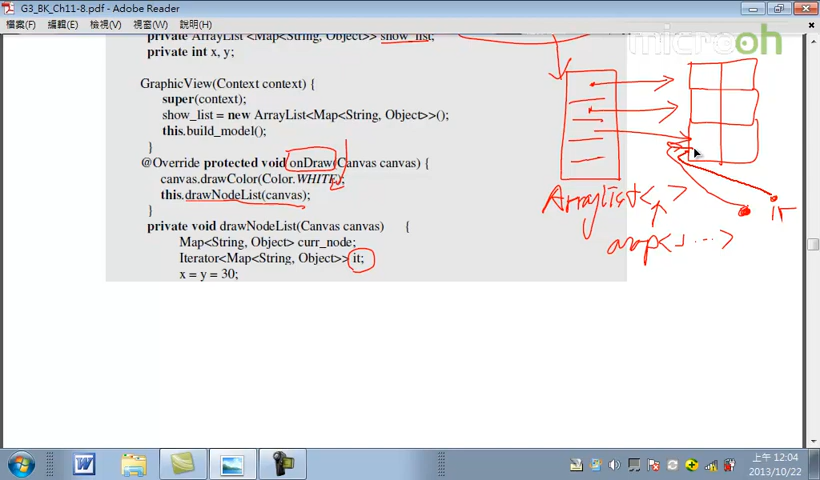 G3_BK_Ch11-8.pdf - Adobe Reader
檔案(F) 編輯(E) 檢視(V) 視窗(W) 說明(H)
private ArrayList <Map<String, Object>> show_list;
private int x, y;
microoh
GraphicView(Context context) {
super(context);
show_list = new ArrayList<Map<String, Object>>();
this.build_model();
}
@Override protected void onDraw(Canvas canvas) {
canvas.drawColor(Color.WHITE);
this.drawNodeList(canvas);
}
private void drawNodeList(Canvas canvas) {
Map<String, Object> curr_node;
Iterator<Map<String, Object>> it;
x = y = 30;
ArrayList< >
it
map< ... >
上午 12:04
2013/10/22